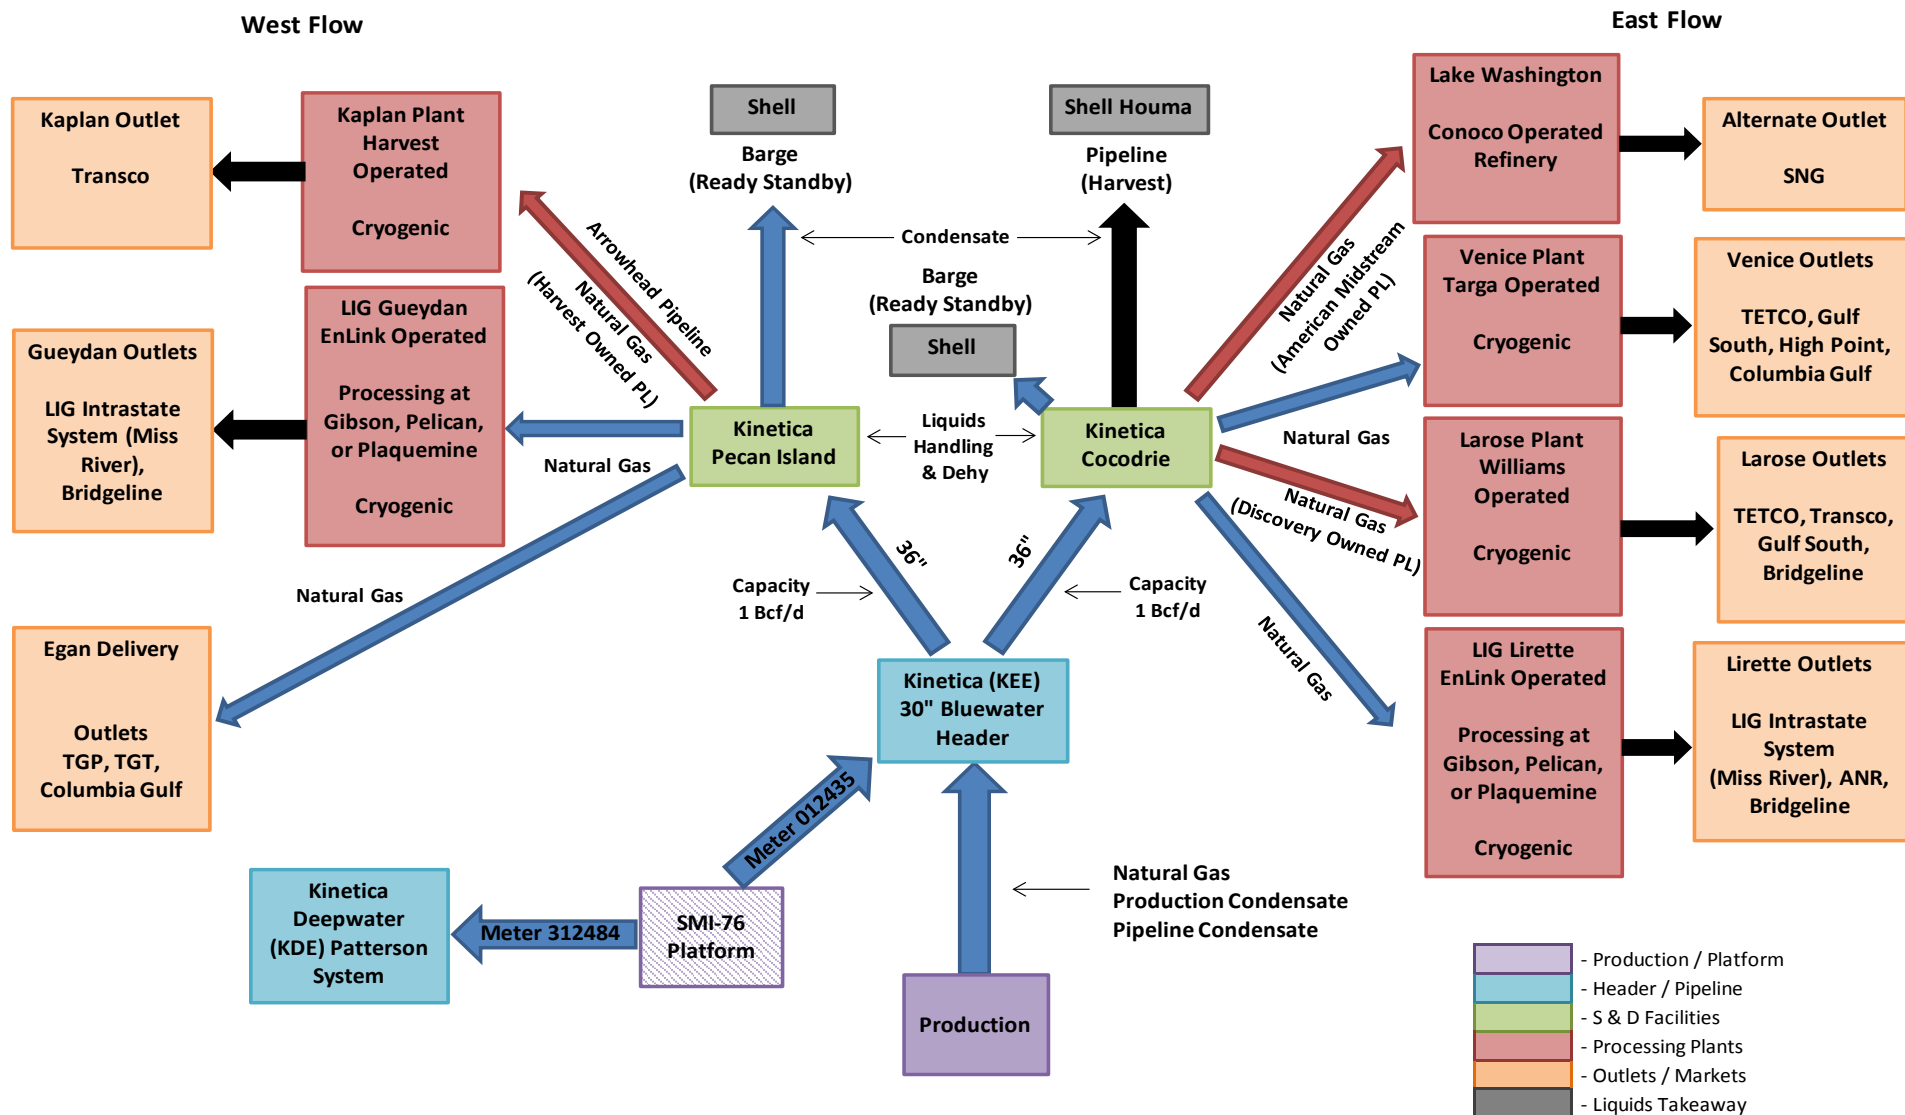 West Flow
East Flow
Kaplan Outlet
Transco
Kaplan Plant
Harvest
Operated
Cryogenic
Gueydan Outlets
LIG Intrastate
System (Miss
River),
Bridgeline
LIG Gueydan
EnLink Operated
Processing at
Gibson, Pelican,
or Plaquemine
Cryogenic
Egan Delivery
Outlets
TGP, TGT,
Columbia Gulf
Arrowhead Pipeline
Natural Gas
(Harvest Owned PL)
Natural Gas
Natural Gas
Shell
Barge
(Ready Standby)
Shell Houma
Pipeline
(Harvest)
Condensate
Barge
(Ready Standby)
Shell
Kinetica
Pecan Island
Liquids
Handling
& Dehy
Kinetica
Cocodrie
36"
36"
Capacity
1 Bcf/d
Capacity
1 Bcf/d
Kinetica (KEE)
30" Bluewater
Header
Meter 012435
Kinetica
Deepwater
(KDE) Patterson
System
Meter 312484
SMI-76
Platform
Production
Natural Gas
Production Condensate
Pipeline Condensate
Natural Gas
(American Midstream
Owned PL)
Natural Gas
Natural Gas
(Discovery Owned PL)
Natural Gas
Lake Washington
Conoco Operated
Refinery
Alternate Outlet
SNG
Venice Plant
Targa Operated
Cryogenic
Venice Outlets
TETCO, Gulf
South, High Point,
Columbia Gulf
Larose Plant
Williams
Operated
Cryogenic
Larose Outlets
TETCO, Transco,
Gulf South,
Bridgeline
LIG Lirette
EnLink Operated
Processing at
Gibson, Pelican,
or Plaquemine
Cryogenic
Lirette Outlets
LIG Intrastate
System
(Miss River), ANR,
Bridgeline
- Production / Platform
- Header / Pipeline
- S & D Facilities
- Processing Plants
- Outlets / Markets
- Liquids Takeaway